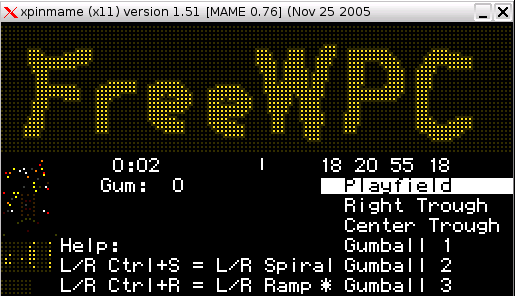 xpinmame (x11) version 1.51 [MAME 0.76] (Nov 25 2005
FreeWPC
0:02 | 18 20 55 18
Gum: 0 Playfield
Right Trough
Center Trough
Help: Gumball 1
L/R Ctrl+S = L/R Spiral Gumball 2
L/R Ctrl+R = L/R Ramp * Gumball 3